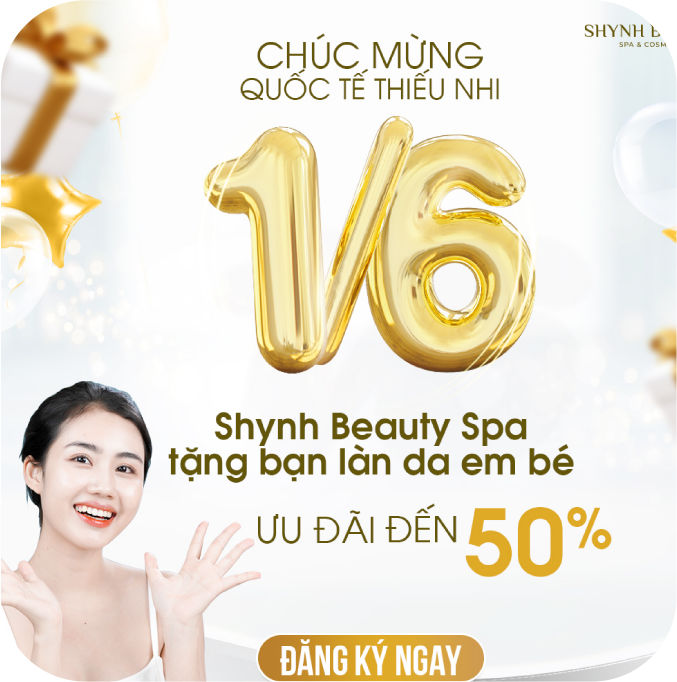 SHYNH
SPA &
CHÚC MỪNG
QUỐC TẾ THIẾU NHI
1/6
Shynh Beauty Spa
tặng bạn làn da em bé
ƯU ĐÃI ĐẾN 50%
ĐĂNG KÝ NGAY